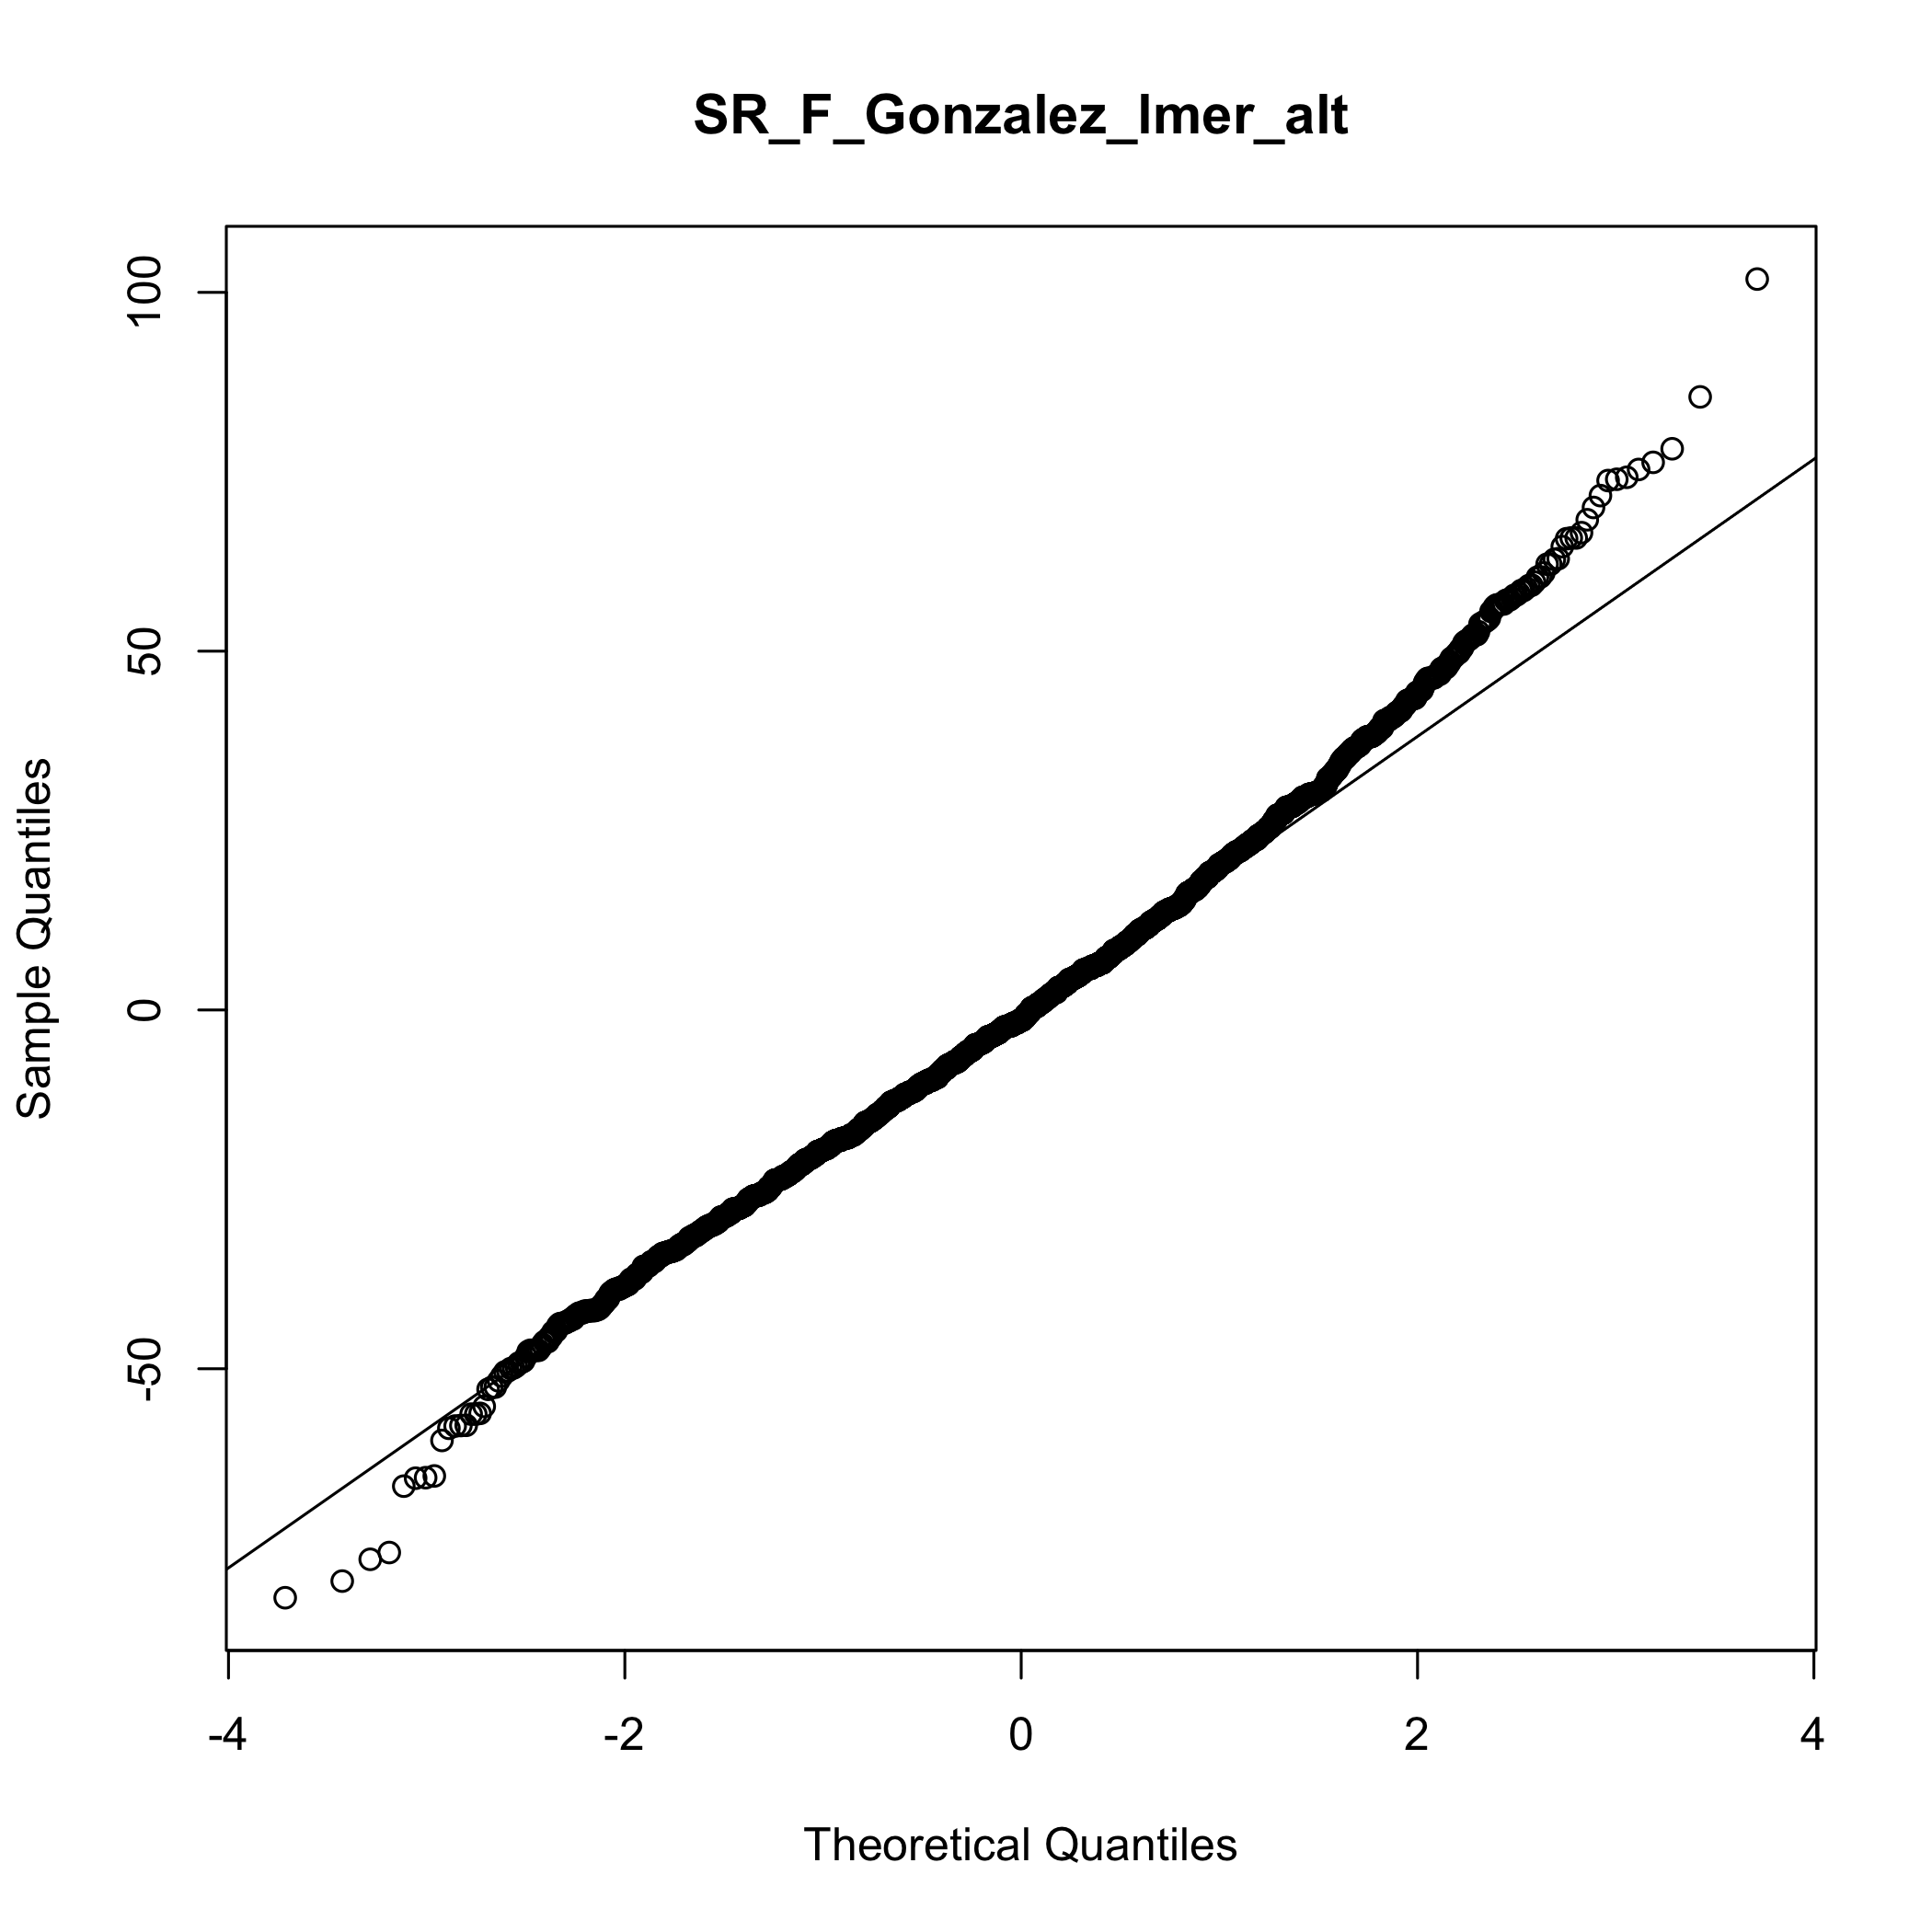 SR_F_Gonzalez_lmer_alt
100
50
0
-50
Sample Quantiles
-4 -2 0 2 4
Theoretical Quantiles